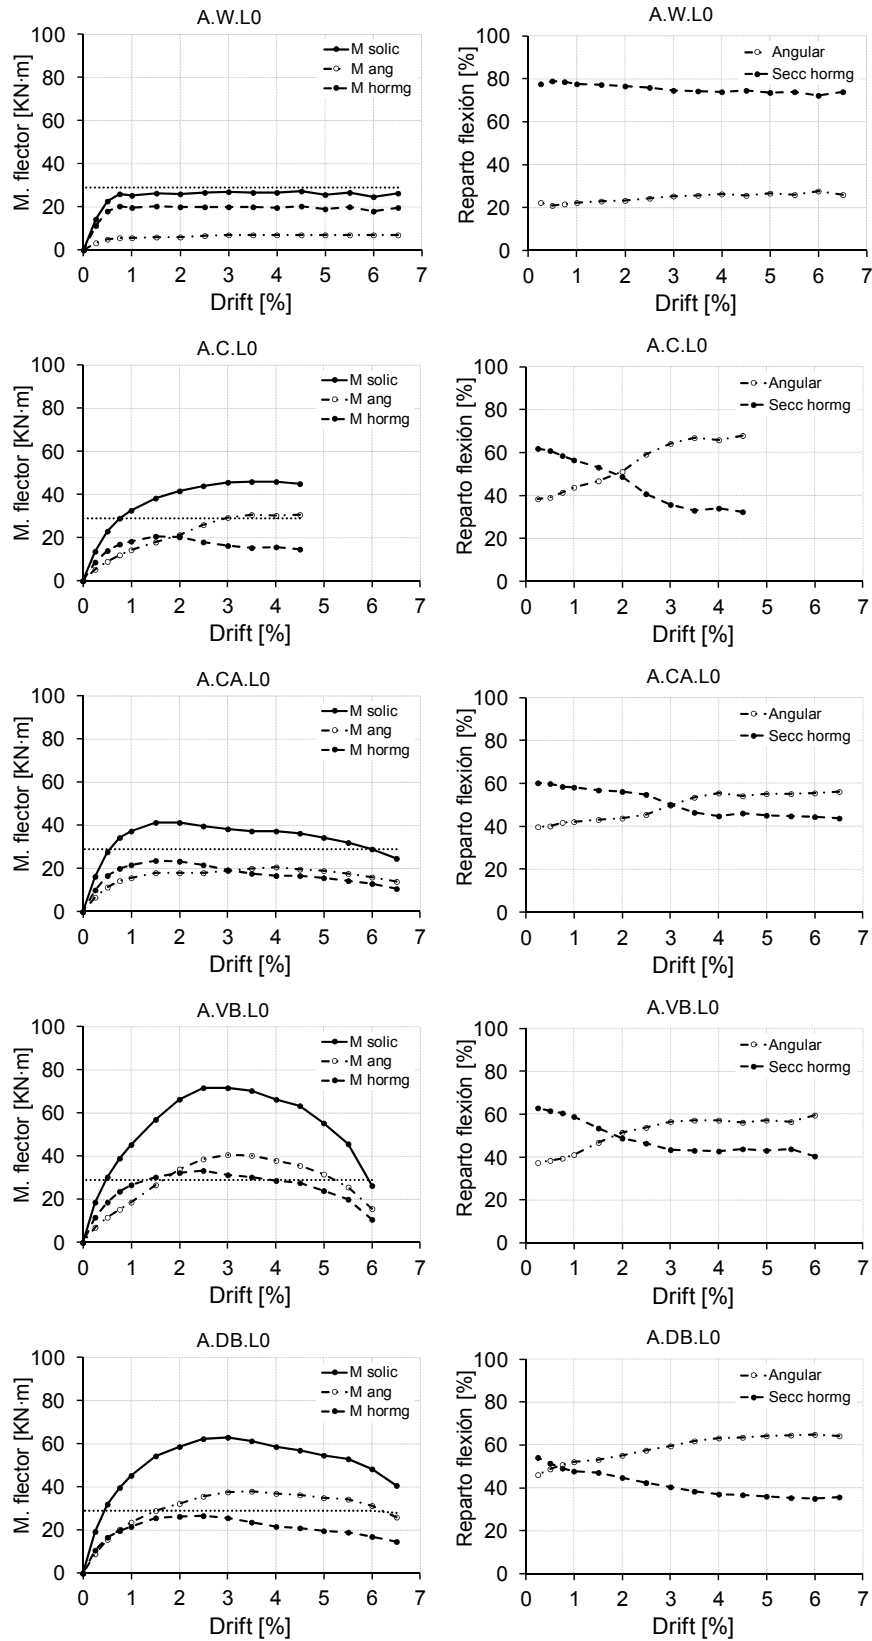 A.W.L0
M. flector [KN·m]
100
80
60
40
20
0
M solic
M ang
M hormg
0 1 2 3 4 5 6 7
Drift [%]
A.W.L0
Reparto flexión [%]
100
80
60
40
20
0
Angular
Secc hormg
0 1 2 3 4 5 6 7
Drift [%]
A.C.L0
M. flector [KN·m]
100
80
60
40
20
0
M solic
M ang
M hormg
0 1 2 3 4 5 6 7
Drift [%]
A.C.L0
Reparto flexión [%]
100
80
60
40
20
0
Angular
Secc hormg
0 1 2 3 4 5 6 7
Drift [%]
A.CA.L0
M. flector [KN·m]
100
80
60
40
20
0
M solic
M ang
M hormg
0 1 2 3 4 5 6 7
Drift [%]
A.CA.L0
Reparto flexión [%]
100
80
60
40
20
0
Angular
Secc hormg
0 1 2 3 4 5 6 7
Drift [%]
A.VB.L0
M. flector [KN·m]
100
80
60
40
20
0
M solic
M ang
M hormg
0 1 2 3 4 5 6 7
Drift [%]
A.VB.L0
Reparto flexión [%]
100
80
60
40
20
0
Angular
Secc hormg
0 1 2 3 4 5 6 7
Drift [%]
A.DB.L0
M. flector [KN·m]
100
80
60
40
20
0
M solic
M ang
M hormg
0 1 2 3 4 5 6 7
Drift [%]
A.DB.L0
Reparto flexión [%]
100
80
60
40
20
0
Angular
Secc hormg
0 1 2 3 4 5 6 7
Drift [%]